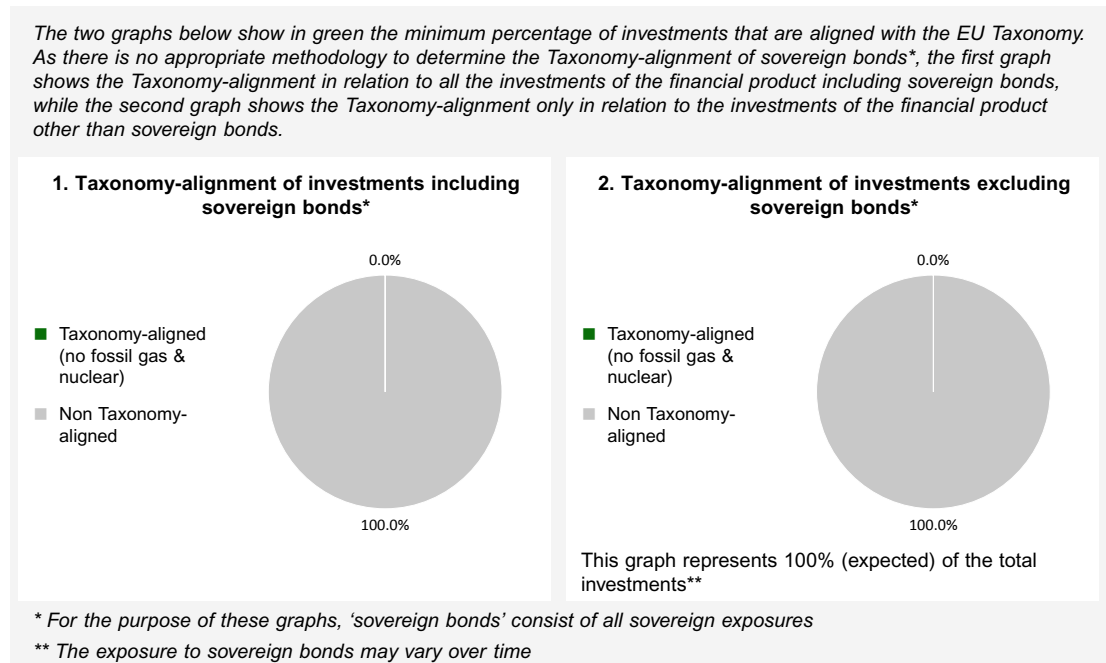 The two graphs below show in green the minimum percentage of investments that are aligned with the EU Taxonomy.
As there is no appropriate methodology to determine the Taxonomy-alignment of sovereign bonds*, the first graph
shows the Taxonomy-alignment in relation to all the investments of the financial product including sovereign bonds,
while the second graph shows the Taxonomy-alignment only in relation to the investments of the financial product
other than sovereign bonds.
1. Taxonomy-alignment of investments including
sovereign bonds*
0.0%
Taxonomy-aligned
(no fossil gas &
nuclear)
Non Taxonomy-
aligned
100.0%
2. Taxonomy-alignment of investments excluding
sovereign bonds*
0.0%
Taxonomy-aligned
(no fossil gas &
nuclear)
Non Taxonomy-
aligned
100.0%
This graph represents 100% (expected) of the total
investments**
* For the purpose of these graphs, ‘sovereign bonds’ consist of all sovereign exposures
** The exposure to sovereign bonds may vary over time